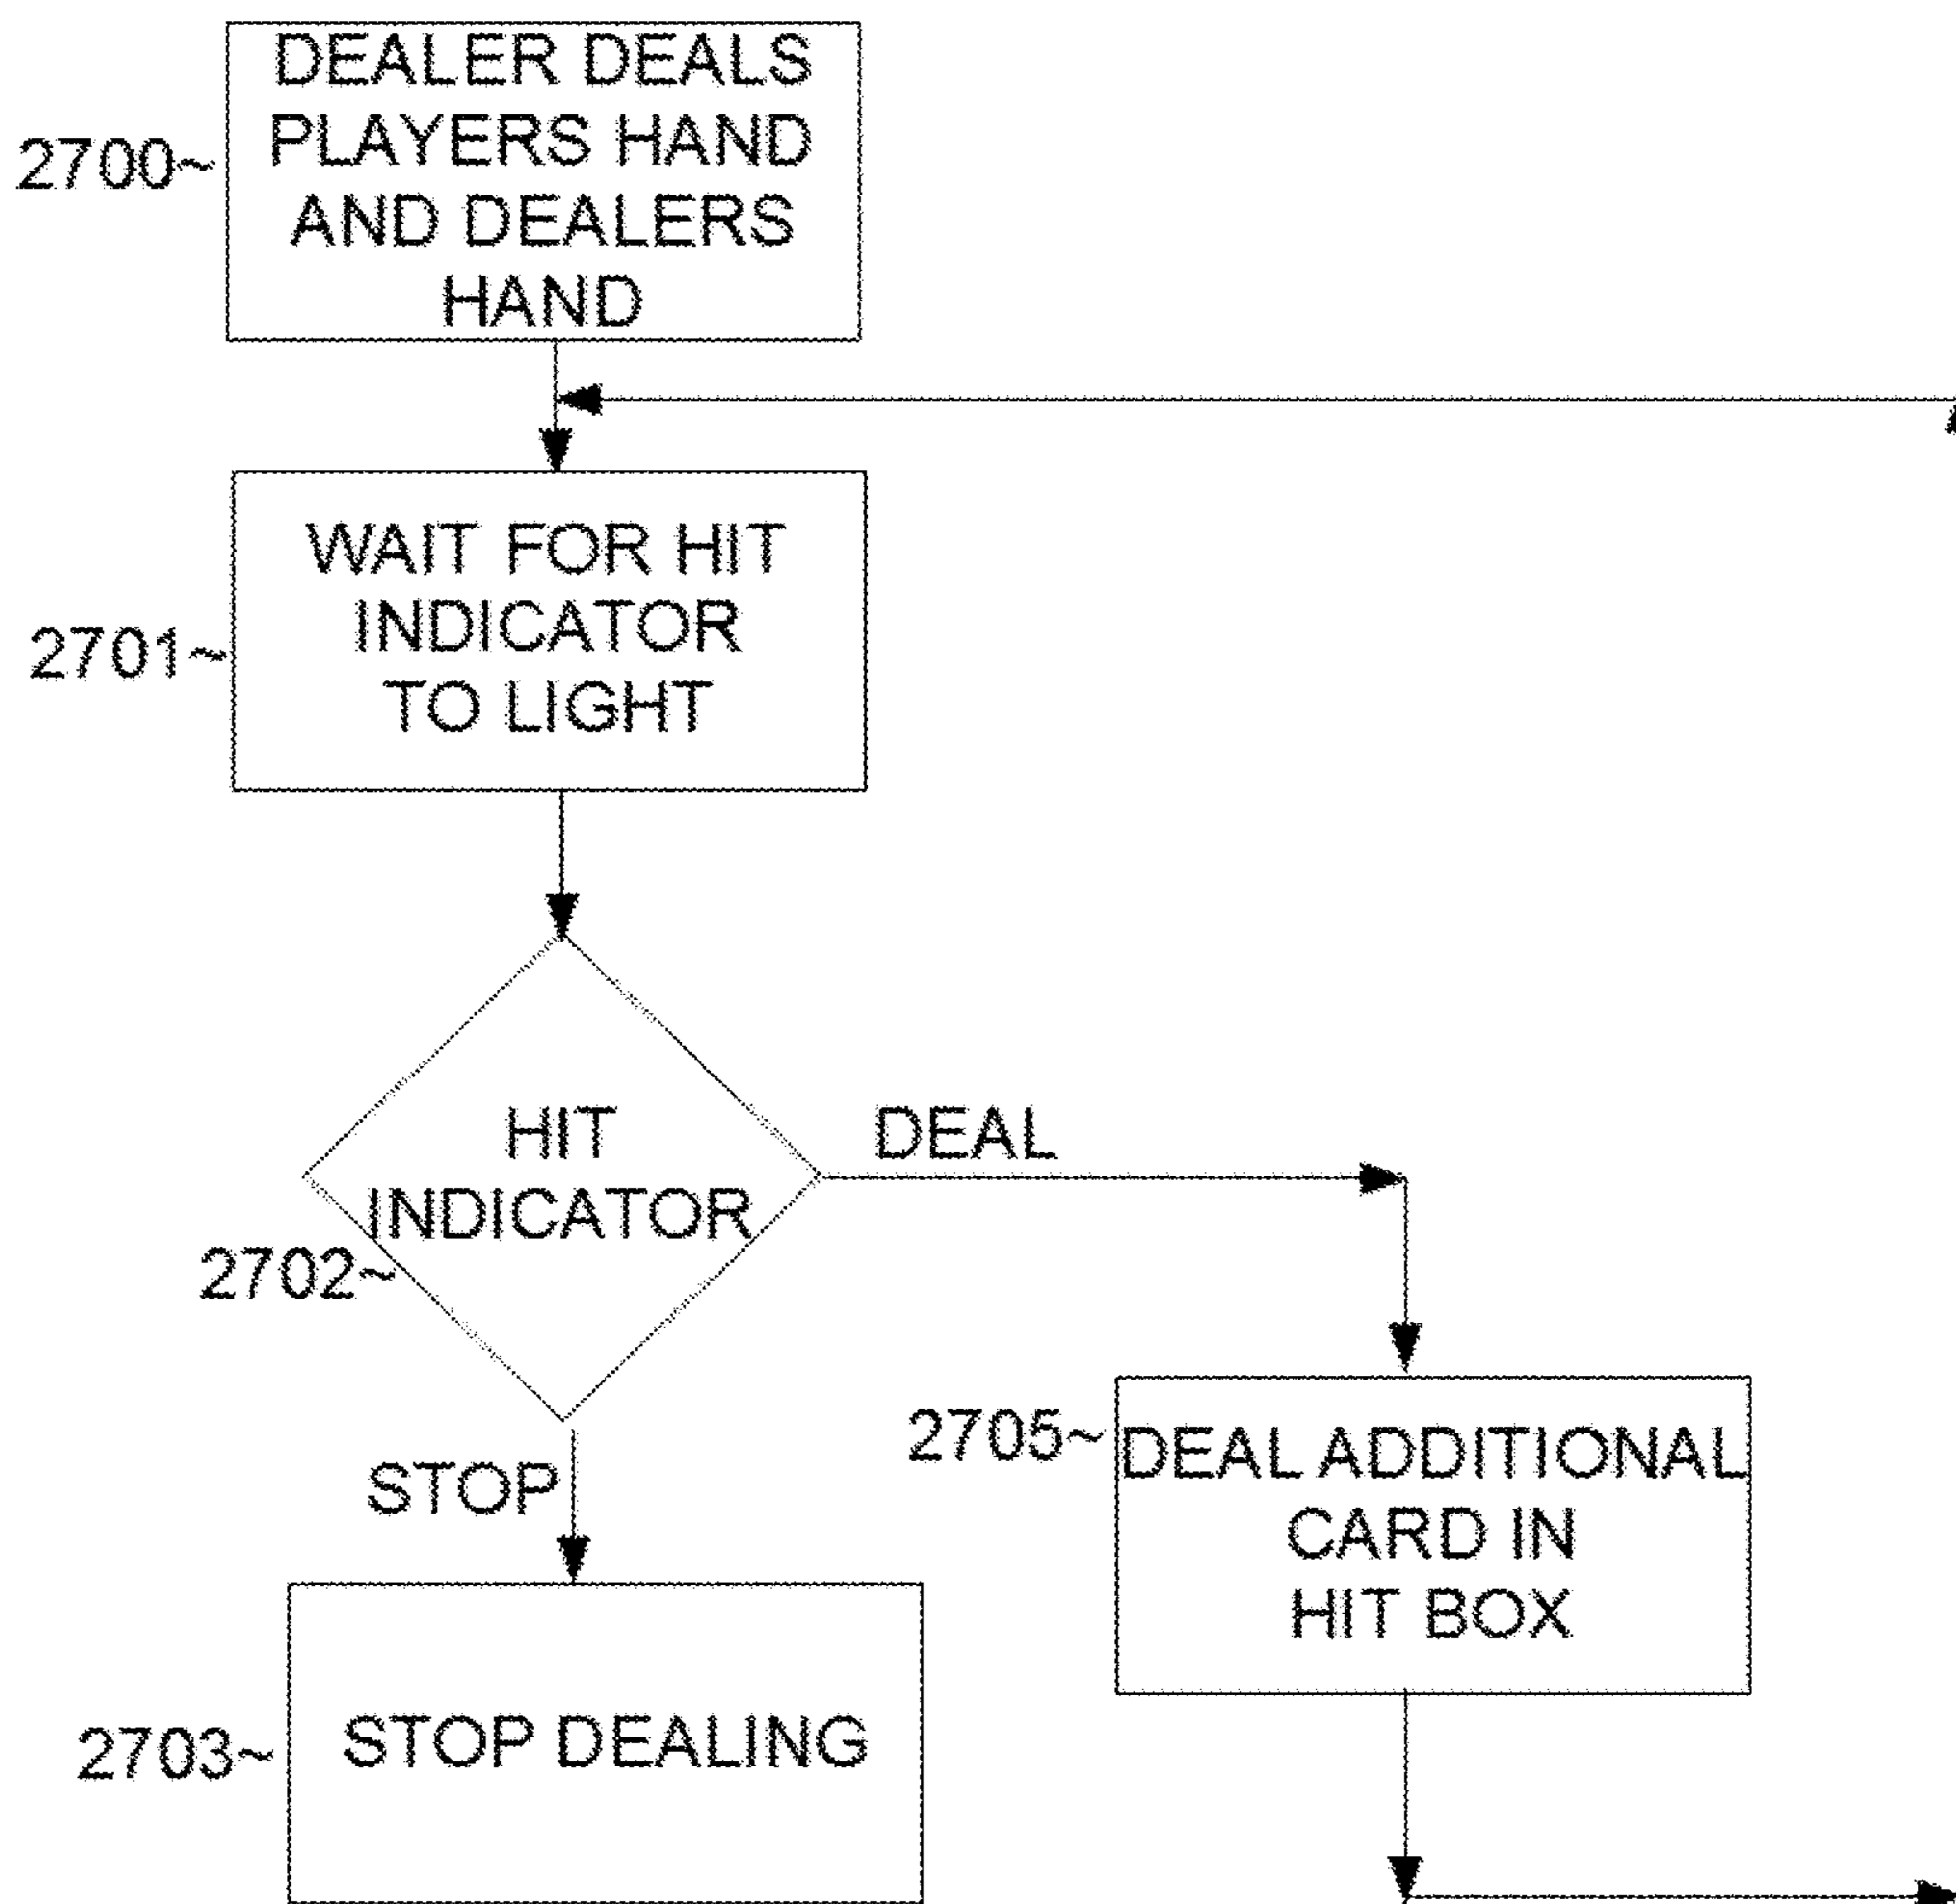 DEALER DEALS
PLAYERS HAND
AND DEALERS
HAND
2700~
WAIT FOR HIT
INDICATOR
TO LIGHT
2701~
HIT
INDICATOR
2702~
DEAL
STOP
2705~
DEAL ADDITIONAL
CARD IN
HIT BOX
2703~
STOP DEALING